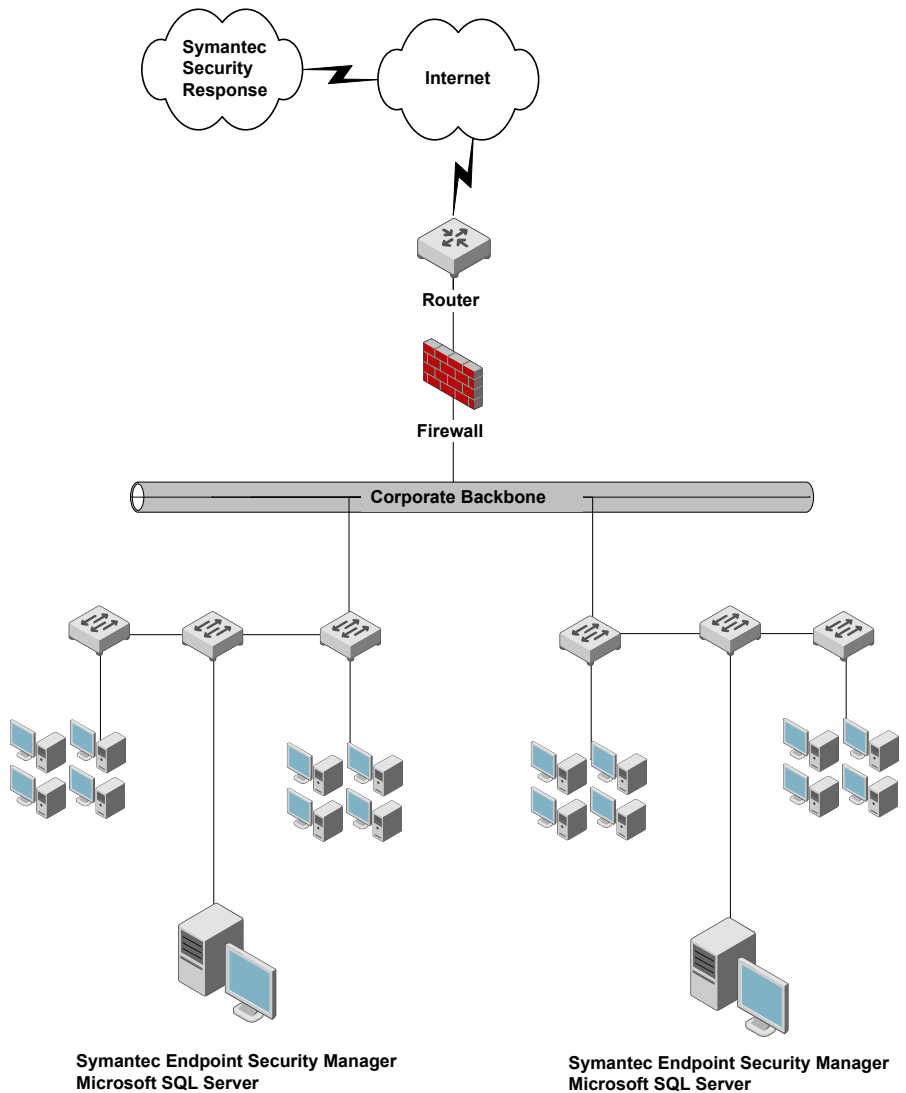 Symantec
Security
Response
Internet
Router
Firewall
Corporate Backbone
Symantec Endpoint Security Manager
Microsoft SQL Server
Symantec Endpoint Security Manager
Microsoft SQL Server